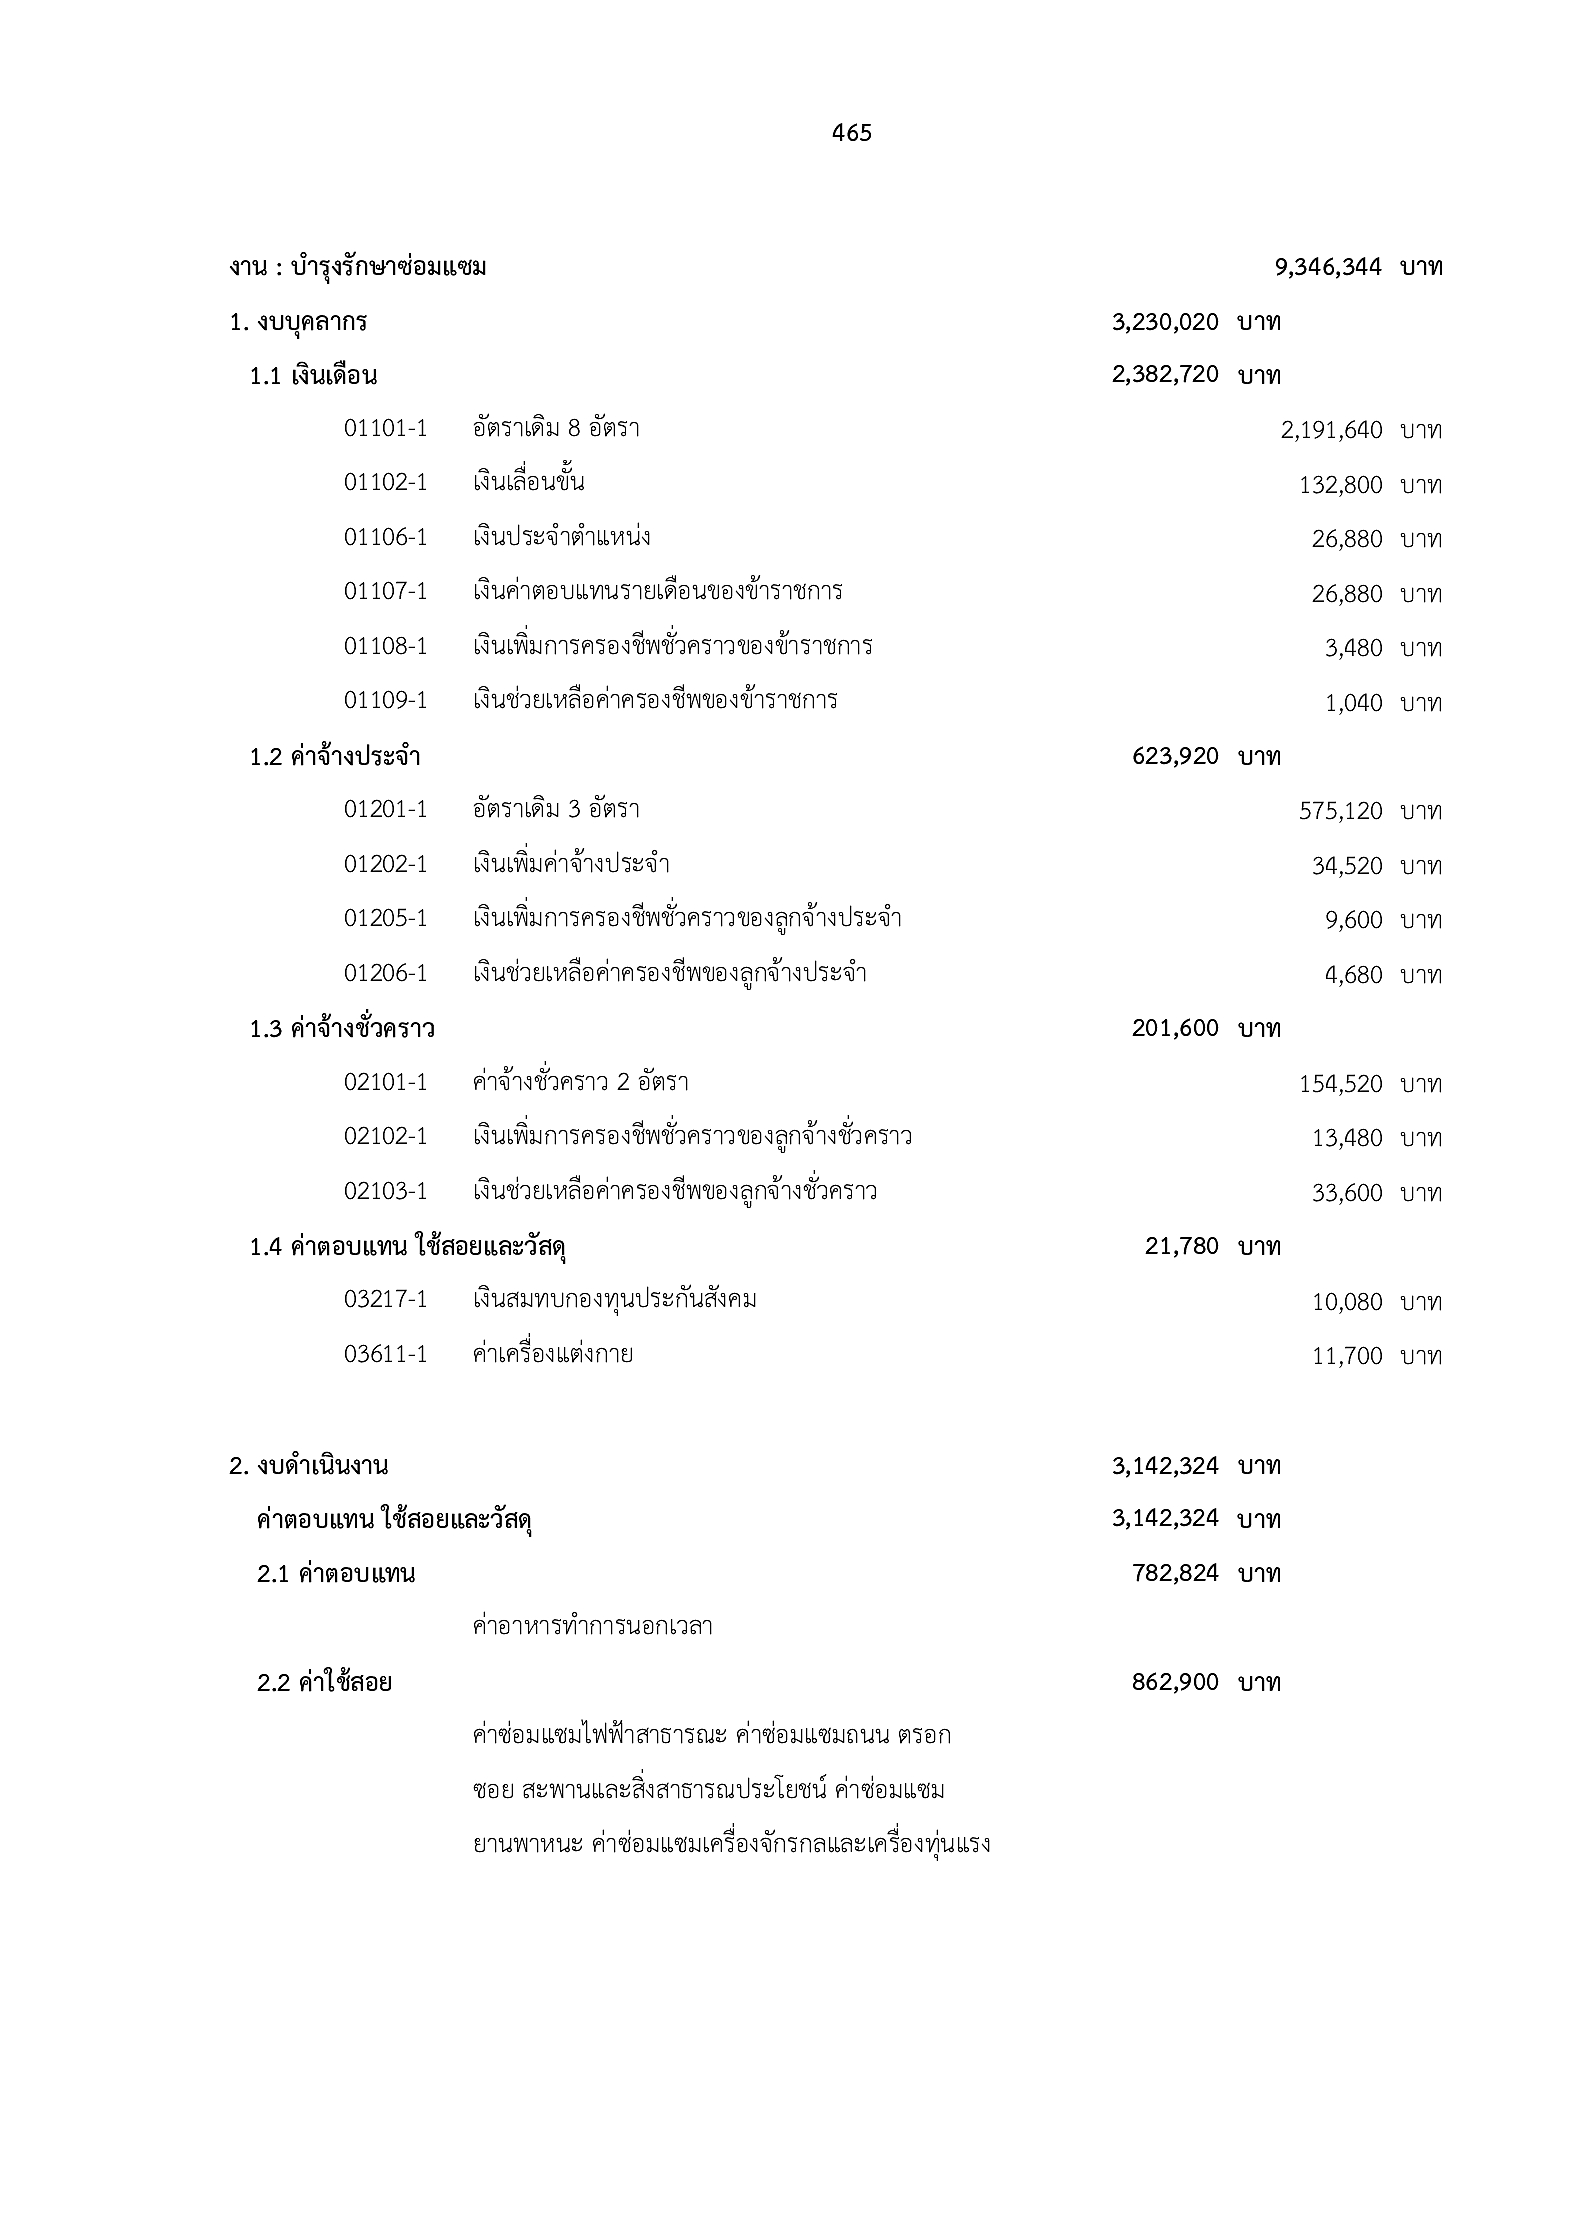 465
งาน : บำรุงรักษาซ่อมแซม 9,346,344 บาท
1. งบบุคลากร 3,230,020 บาท
1.1 เงินเดือน 2,382,720 บาท
01101-1 อัตราเดิม 8 อัตรา 2,191,640 บาท
01102-1 เงินเลื่อนขั้น 132,800 บาท
01106-1 เงินประจำตำแหน่ง 26,880 บาท
01107-1 เงินค่าตอบแทนรายเดือนของข้าราชการ 26,880 บาท
01108-1 เงินเพิ่มการครองชีพชั่วคราวของข้าราชการ 3,480 บาท
01109-1 เงินช่วยเหลือค่าครองชีพของข้าราชการ 1,040 บาท
1.2 ค่าจ้างประจำ 623,920 บาท
01201-1 อัตราเดิม 3 อัตรา 575,120 บาท
01202-1 เงินเพิ่มค่าจ้างประจำ 34,520 บาท
01205-1 เงินเพิ่มการครองชีพชั่วคราวของลูกจ้างประจำ 9,600 บาท
01206-1 เงินช่วยเหลือค่าครองชีพของลูกจ้างประจำ 4,680 บาท
1.3 ค่าจ้างชั่วคราว 201,600 บาท
02101-1 ค่าจ้างชั่วคราว 2 อัตรา 154,520 บาท
02102-1 เงินเพิ่มการครองชีพชั่วคราวของลูกจ้างชั่วคราว 13,480 บาท
02103-1 เงินช่วยเหลือค่าครองชีพของลูกจ้างชั่วคราว 33,600 บาท
1.4 ค่าตอบแทน ใช้สอยและวัสดุ 21,780 บาท
03217-1 เงินสมทบกองทุนประกันสังคม 10,080 บาท
03611-1 ค่าเครื่องแต่งกาย 11,700 บาท
2. งบดำเนินงาน 3,142,324 บาท
ค่าตอบแทน ใช้สอยและวัสดุ 3,142,324 บาท
2.1 ค่าตอบแทน 782,824 บาท
ค่าอาหารทำการนอกเวลา
2.2 ค่าใช้สอย 862,900 บาท
ค่าซ่อมแซมไฟฟ้าสาธารณะ ค่าซ่อมแซมถนน ตรอก
ซอย สะพานและสิ่งสาธารณประโยชน์ ค่าซ่อมแซม
ยานพาหนะ ค่าซ่อมแซมเครื่องจักรกลและเครื่องทุ่นแรง